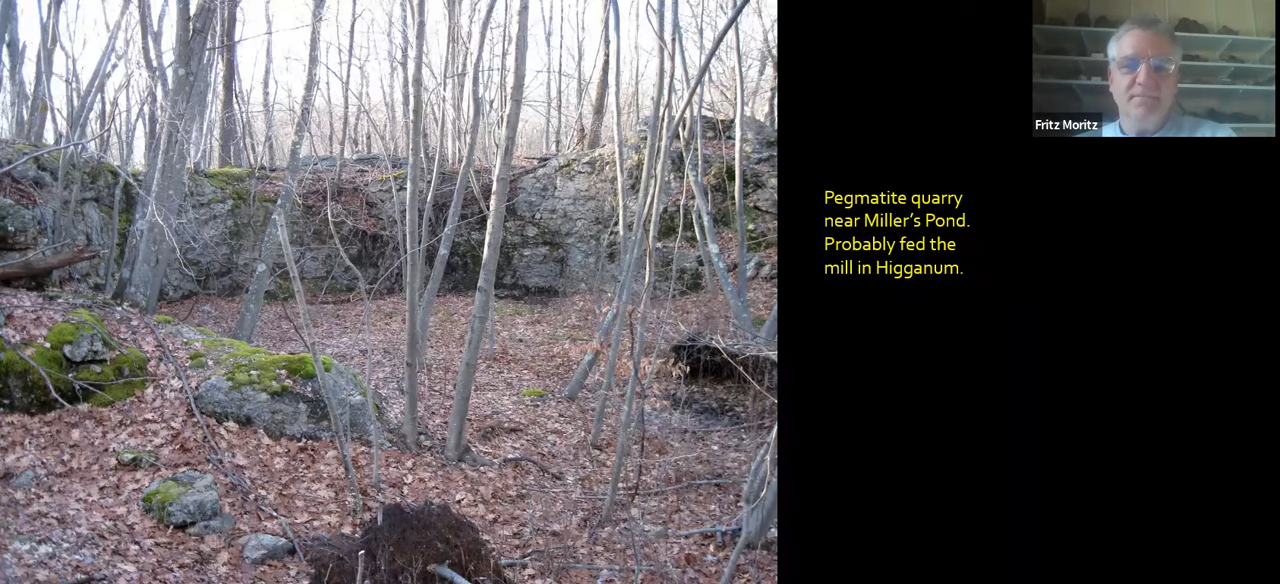 Fritz Moritz
Pegmatite quarry
near Miller’s Pond.
Probably fed the
mill in Higganum.